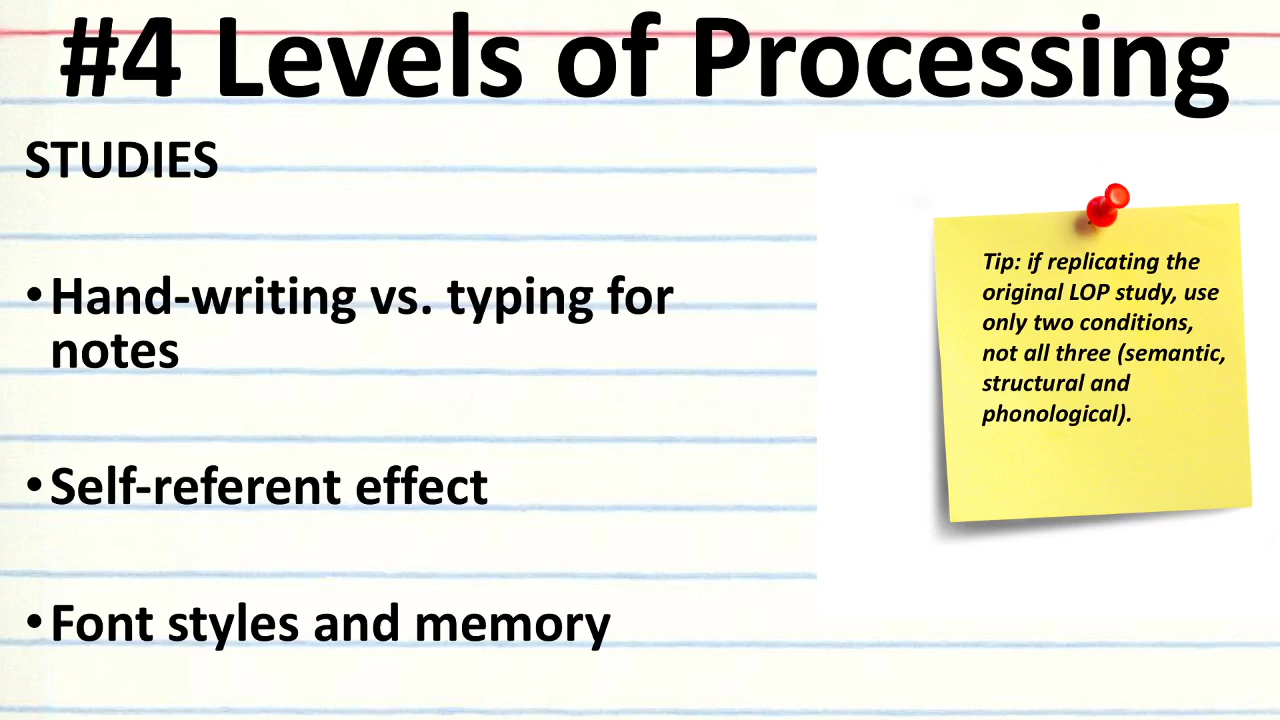 #4 Levels of Processing
STUDIES
•Hand-writing vs. typing for
notes
•Self-referent effect
•Font styles and memory
Tip: if replicating the
original LOP study, use
only two conditions,
not all three (semantic,
structural and
phonological).